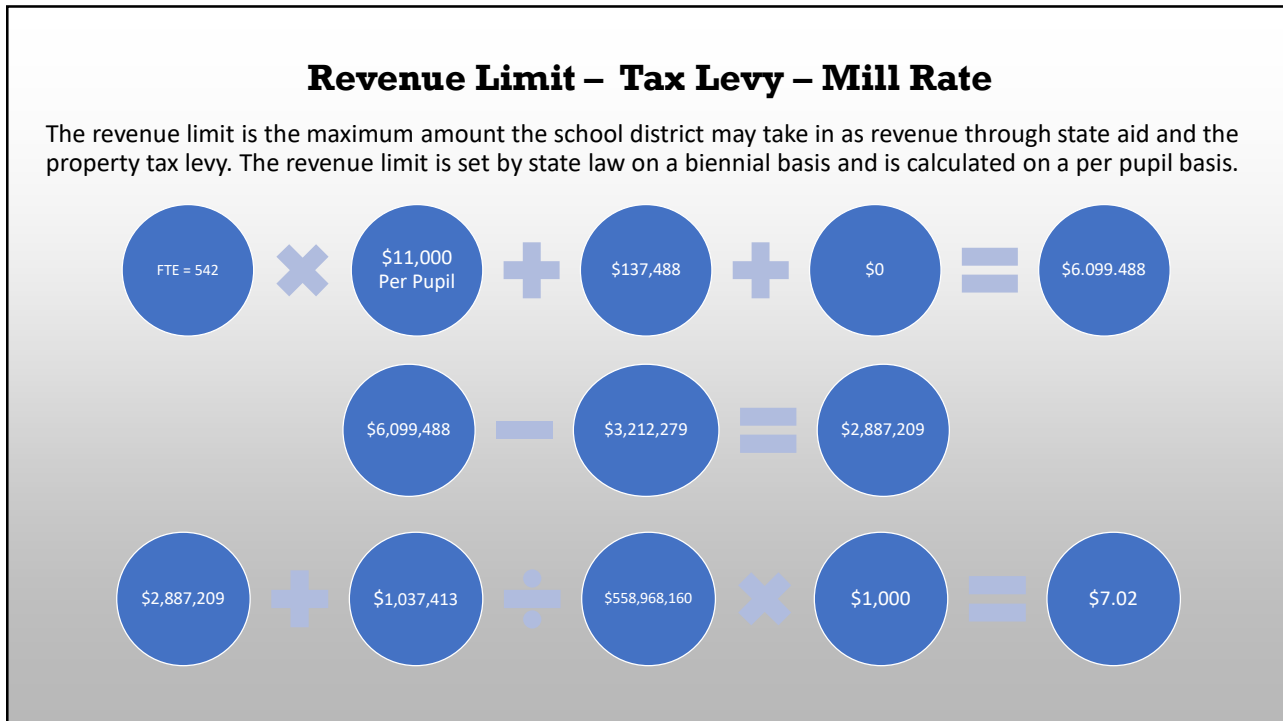 Revenue Limit – Tax Levy – Mill Rate
The revenue limit is the maximum amount the school district may take in as revenue through state aid and the
property tax levy. The revenue limit is set by state law on a biennial basis and is calculated on a per pupil basis.
FTE = 542
$11,000
Per Pupil
$137,488
$0
$6.099.488
$6,099,488
$3,212,279
$2,887,209
$2,887,209
$1,037,413
$558,968,160
$1,000
$7.02